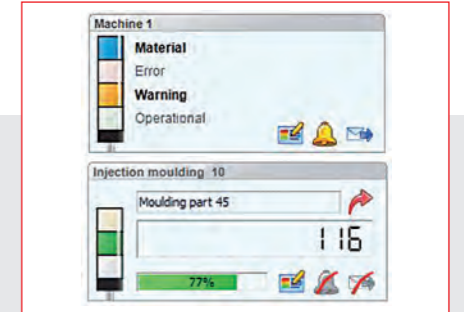 Machine 1
Material
Error
Warning
Operational
Injection moulding 10
Moulding part 45
116
77%